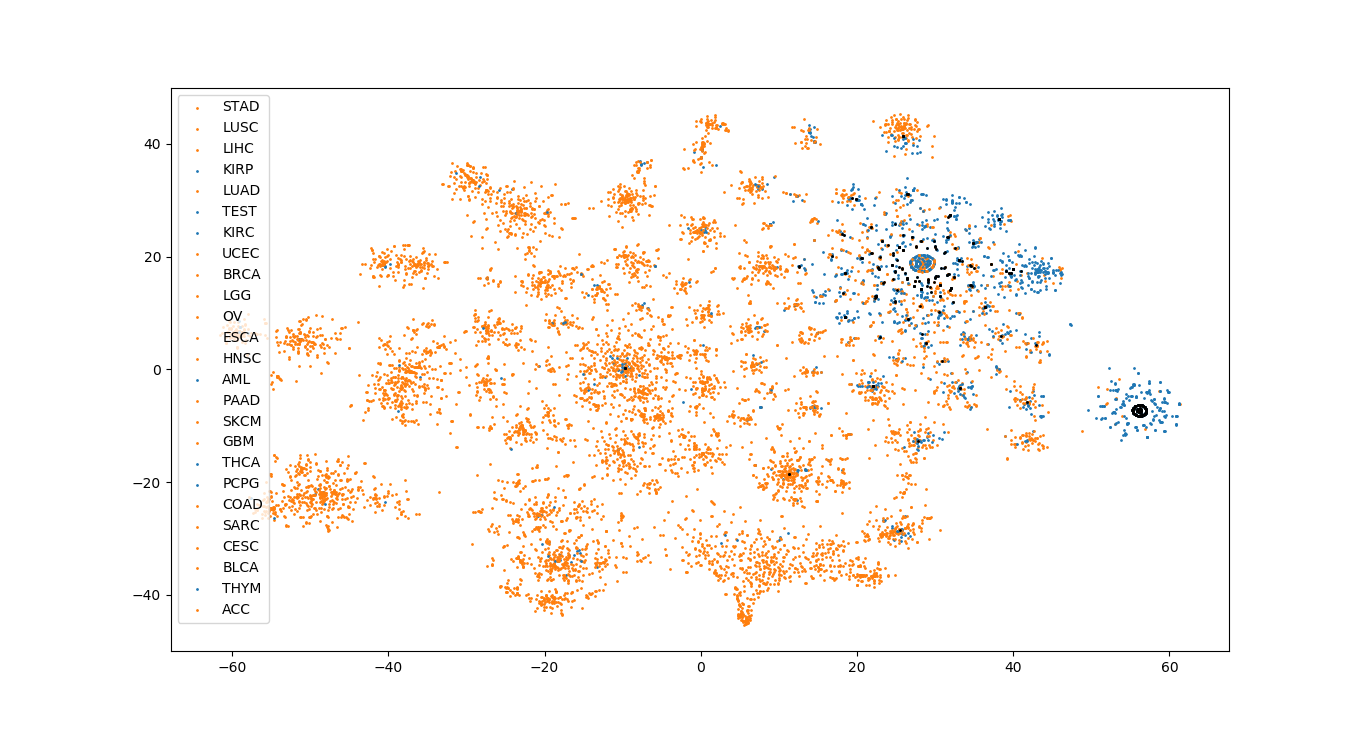 STAD
LUSC
LIHC
KIRP
LUAD
TEST
KIRC
UCEC
BRCA
LGG
OV
ESCA
HNSC
AML
PAAD
SKCM
GBM
THCA
PCPG
COAD
SARC
CESC
BLCA
THYM
ACC
40
20
0
−20
−40
−60 −40 −20 0 20 40 60